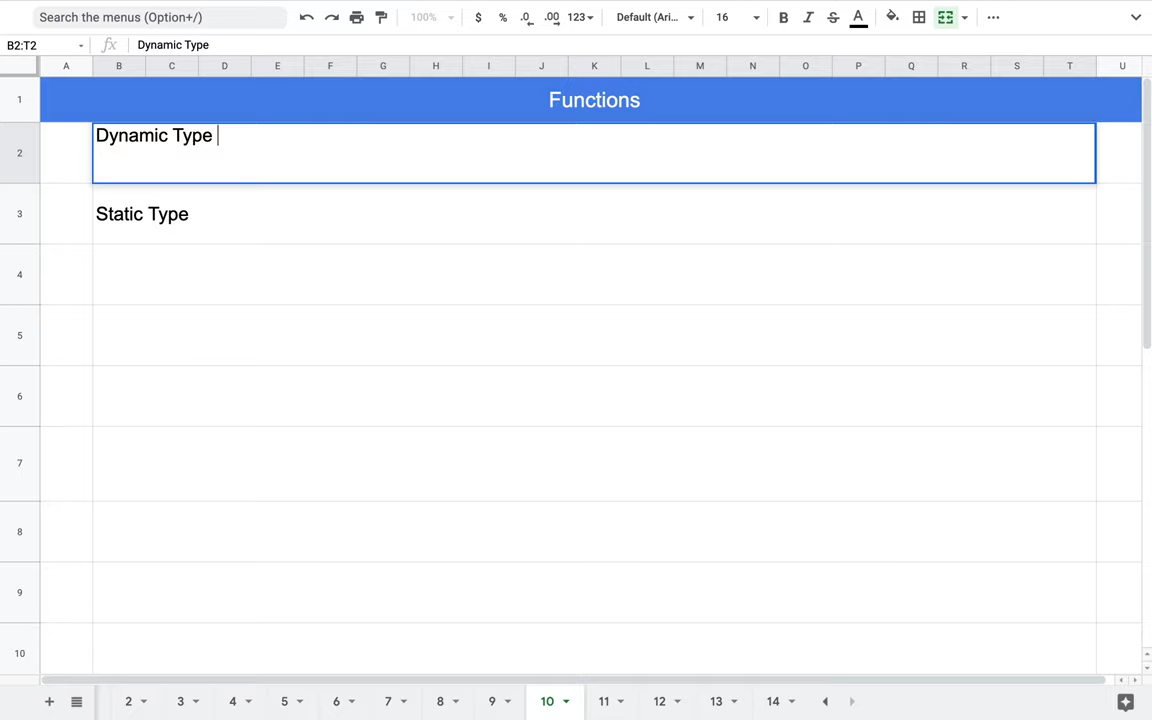 Search the menus (Option+/) 100% $ % .0 .00 123 Default (Ari... 16 B I S A
B2:T2 fx Dynamic Type
A B C D E F G H I J K L M N O P Q R S T U
1 Functions
2 Dynamic Type
3 Static Type
4
5
6
7
8
9
10
+ 2 3 4 5 6 7 8 9 10 11 12 13 14